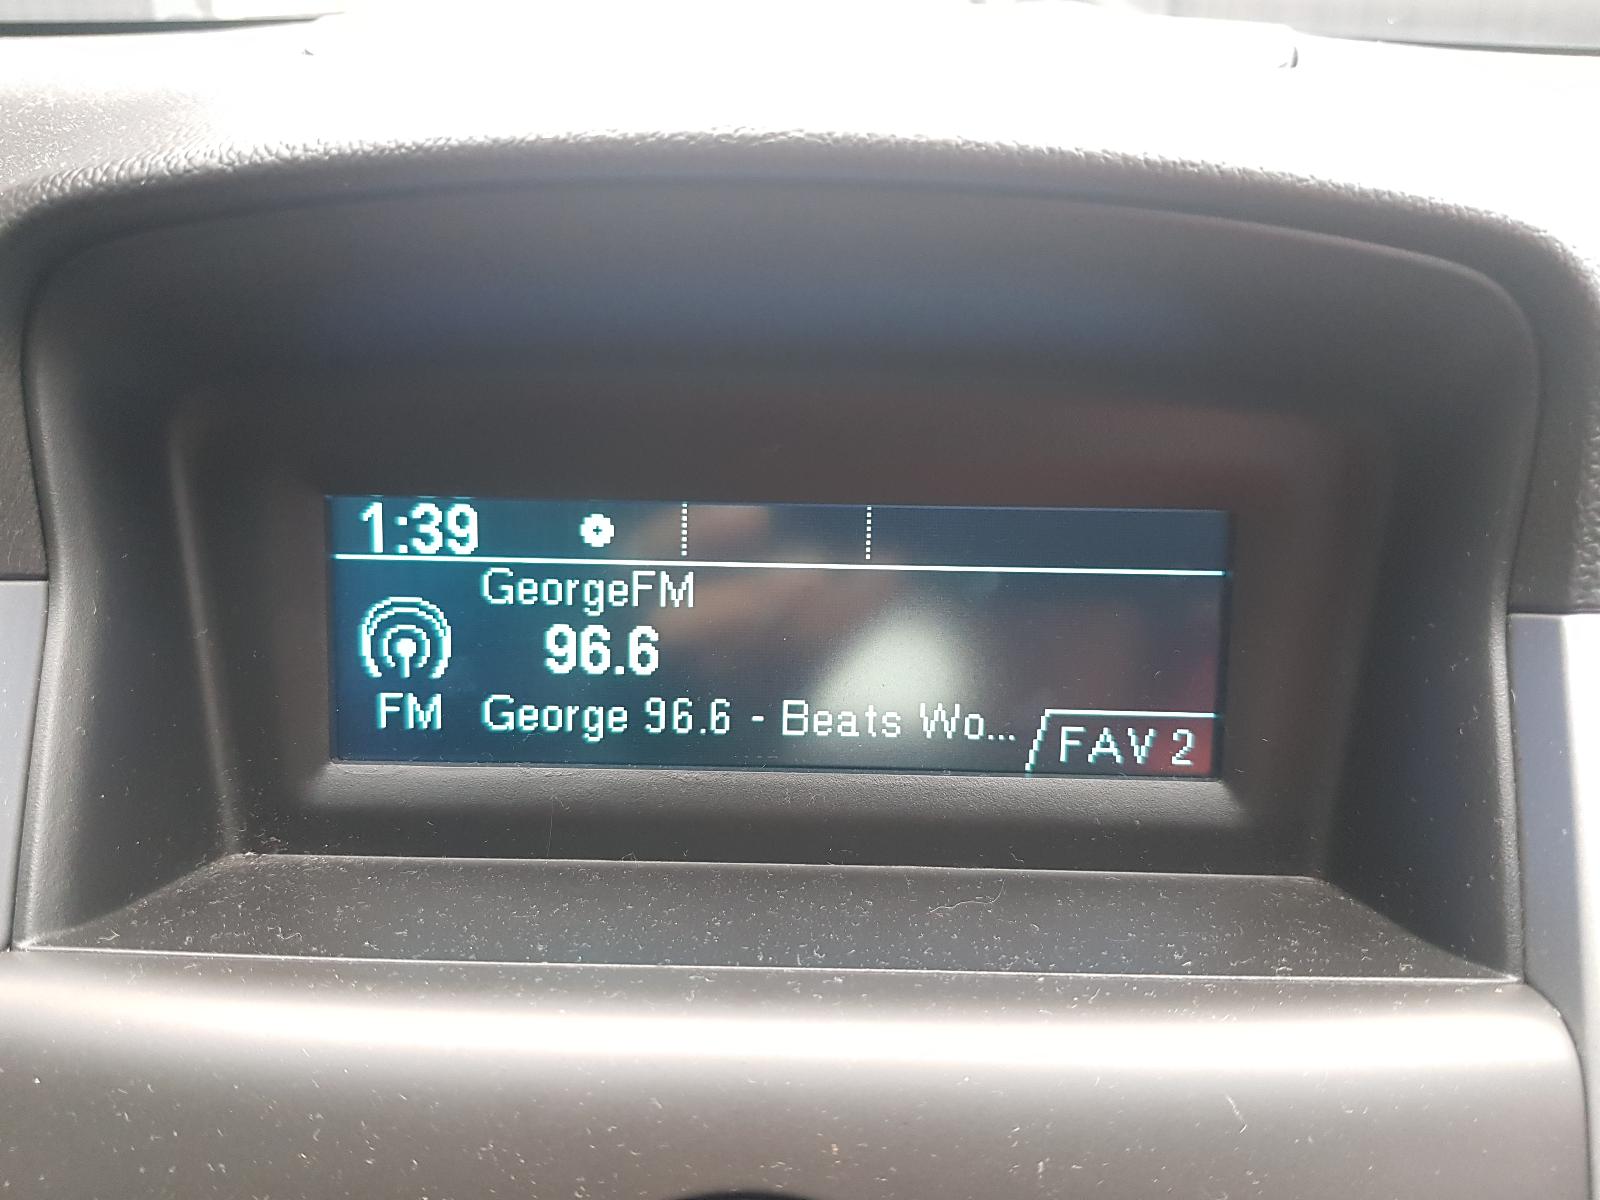 1:39
GeorgeFM
96.6
FM George 96.6 - Beats Wo...
FAV 2